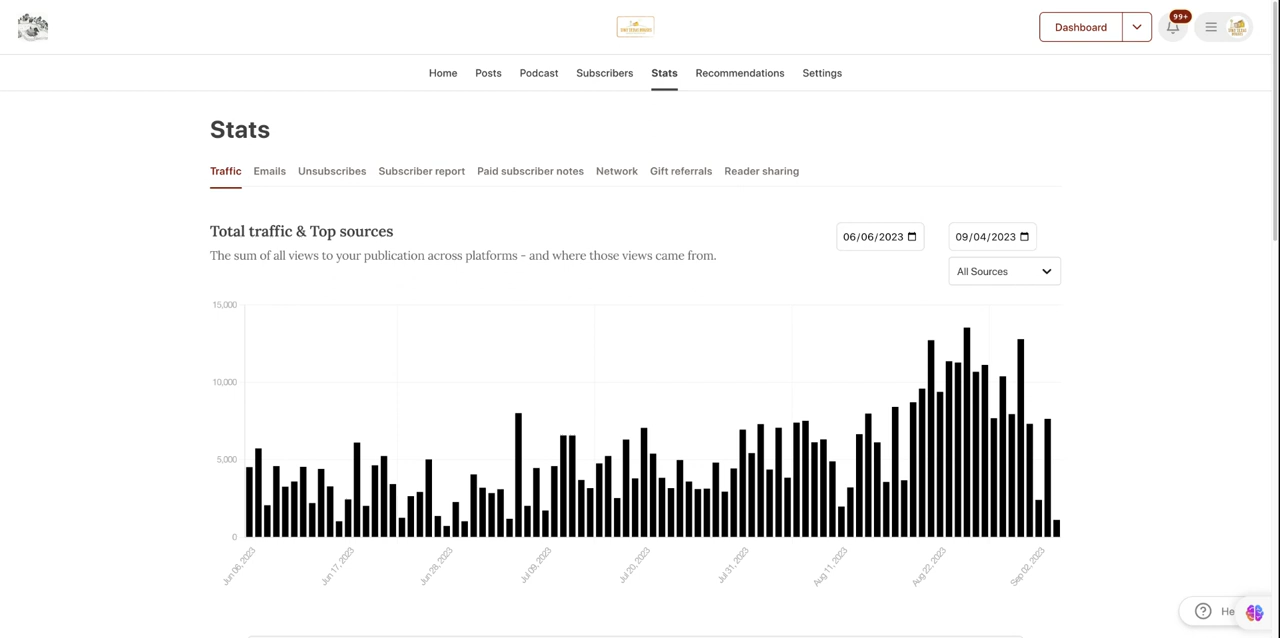 Dashboard
99+
Home Posts Podcast Subscribers Stats Recommendations Settings
Stats
Traffic Emails Unsubscribes Subscriber report Paid subscriber notes Network Gift referrals Reader sharing
Total traffic & Top sources
06/06/2023 09/04/2023
The sum of all views to your publication across platforms - and where those views came from.
All Sources
15,000
10,000
5,000
0
Jun 06, 2023 Jun 17, 2023 Jun 28, 2023 Jul 09, 2023 Jul 20, 2023 Jul 31, 2023 Aug 11, 2023 Aug 22, 2023 Sep 02, 2023
? He